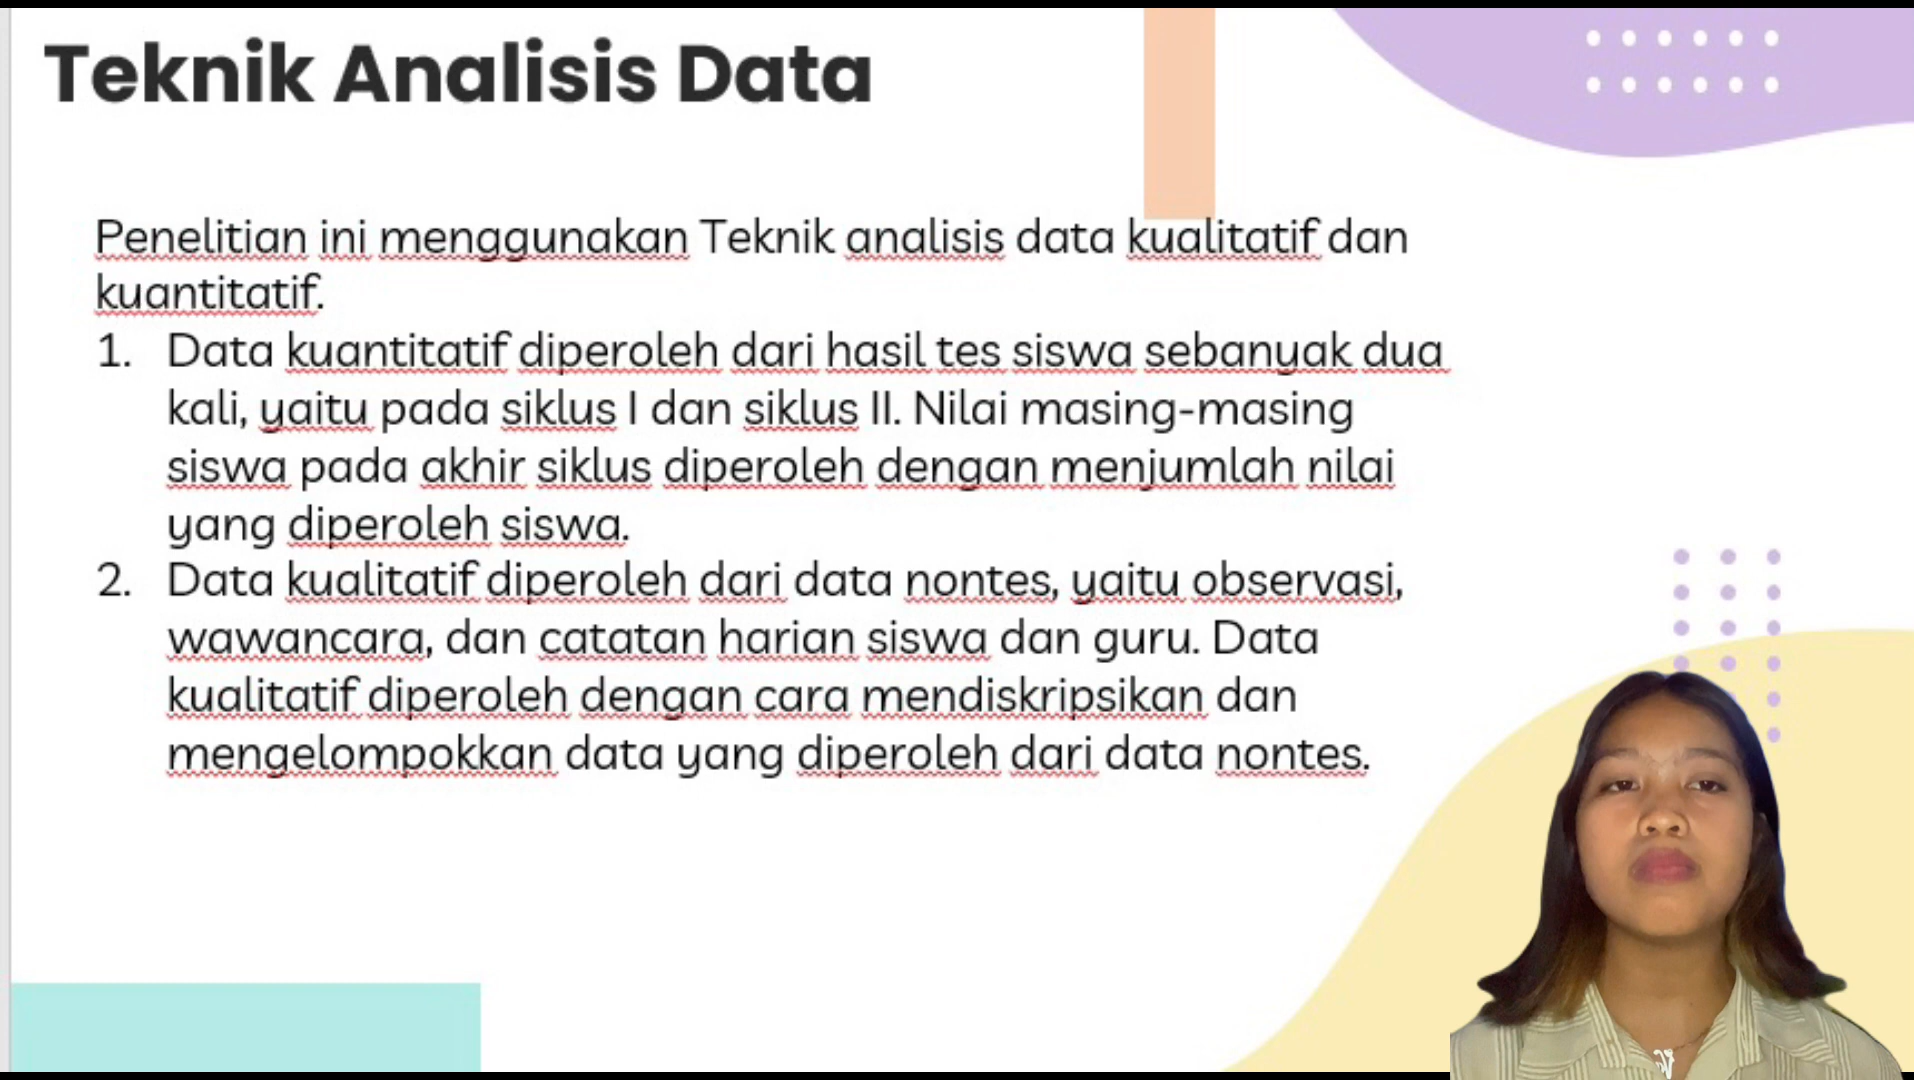 Teknik Analisis Data
Penelitian ini menggunakan Teknik analisis data kualitatif dan
kuantitatif.
1. Data kuantitatif diperoleh dari hasil tes siswa sebanyak dua
kali, yaitu pada siklus I dan siklus II. Nilai masing-masing
siswa pada akhir siklus diperoleh dengan menjumlah nilai
yang diperoleh siswa.
2. Data kualitatif diperoleh dari data nontes, yaitu observasi,
wawancara, dan catatan harian siswa dan guru. Data
kualitatif diperoleh dengan cara mendiskripsikan dan
mengelompokkan data yang diperoleh dari data nontes.